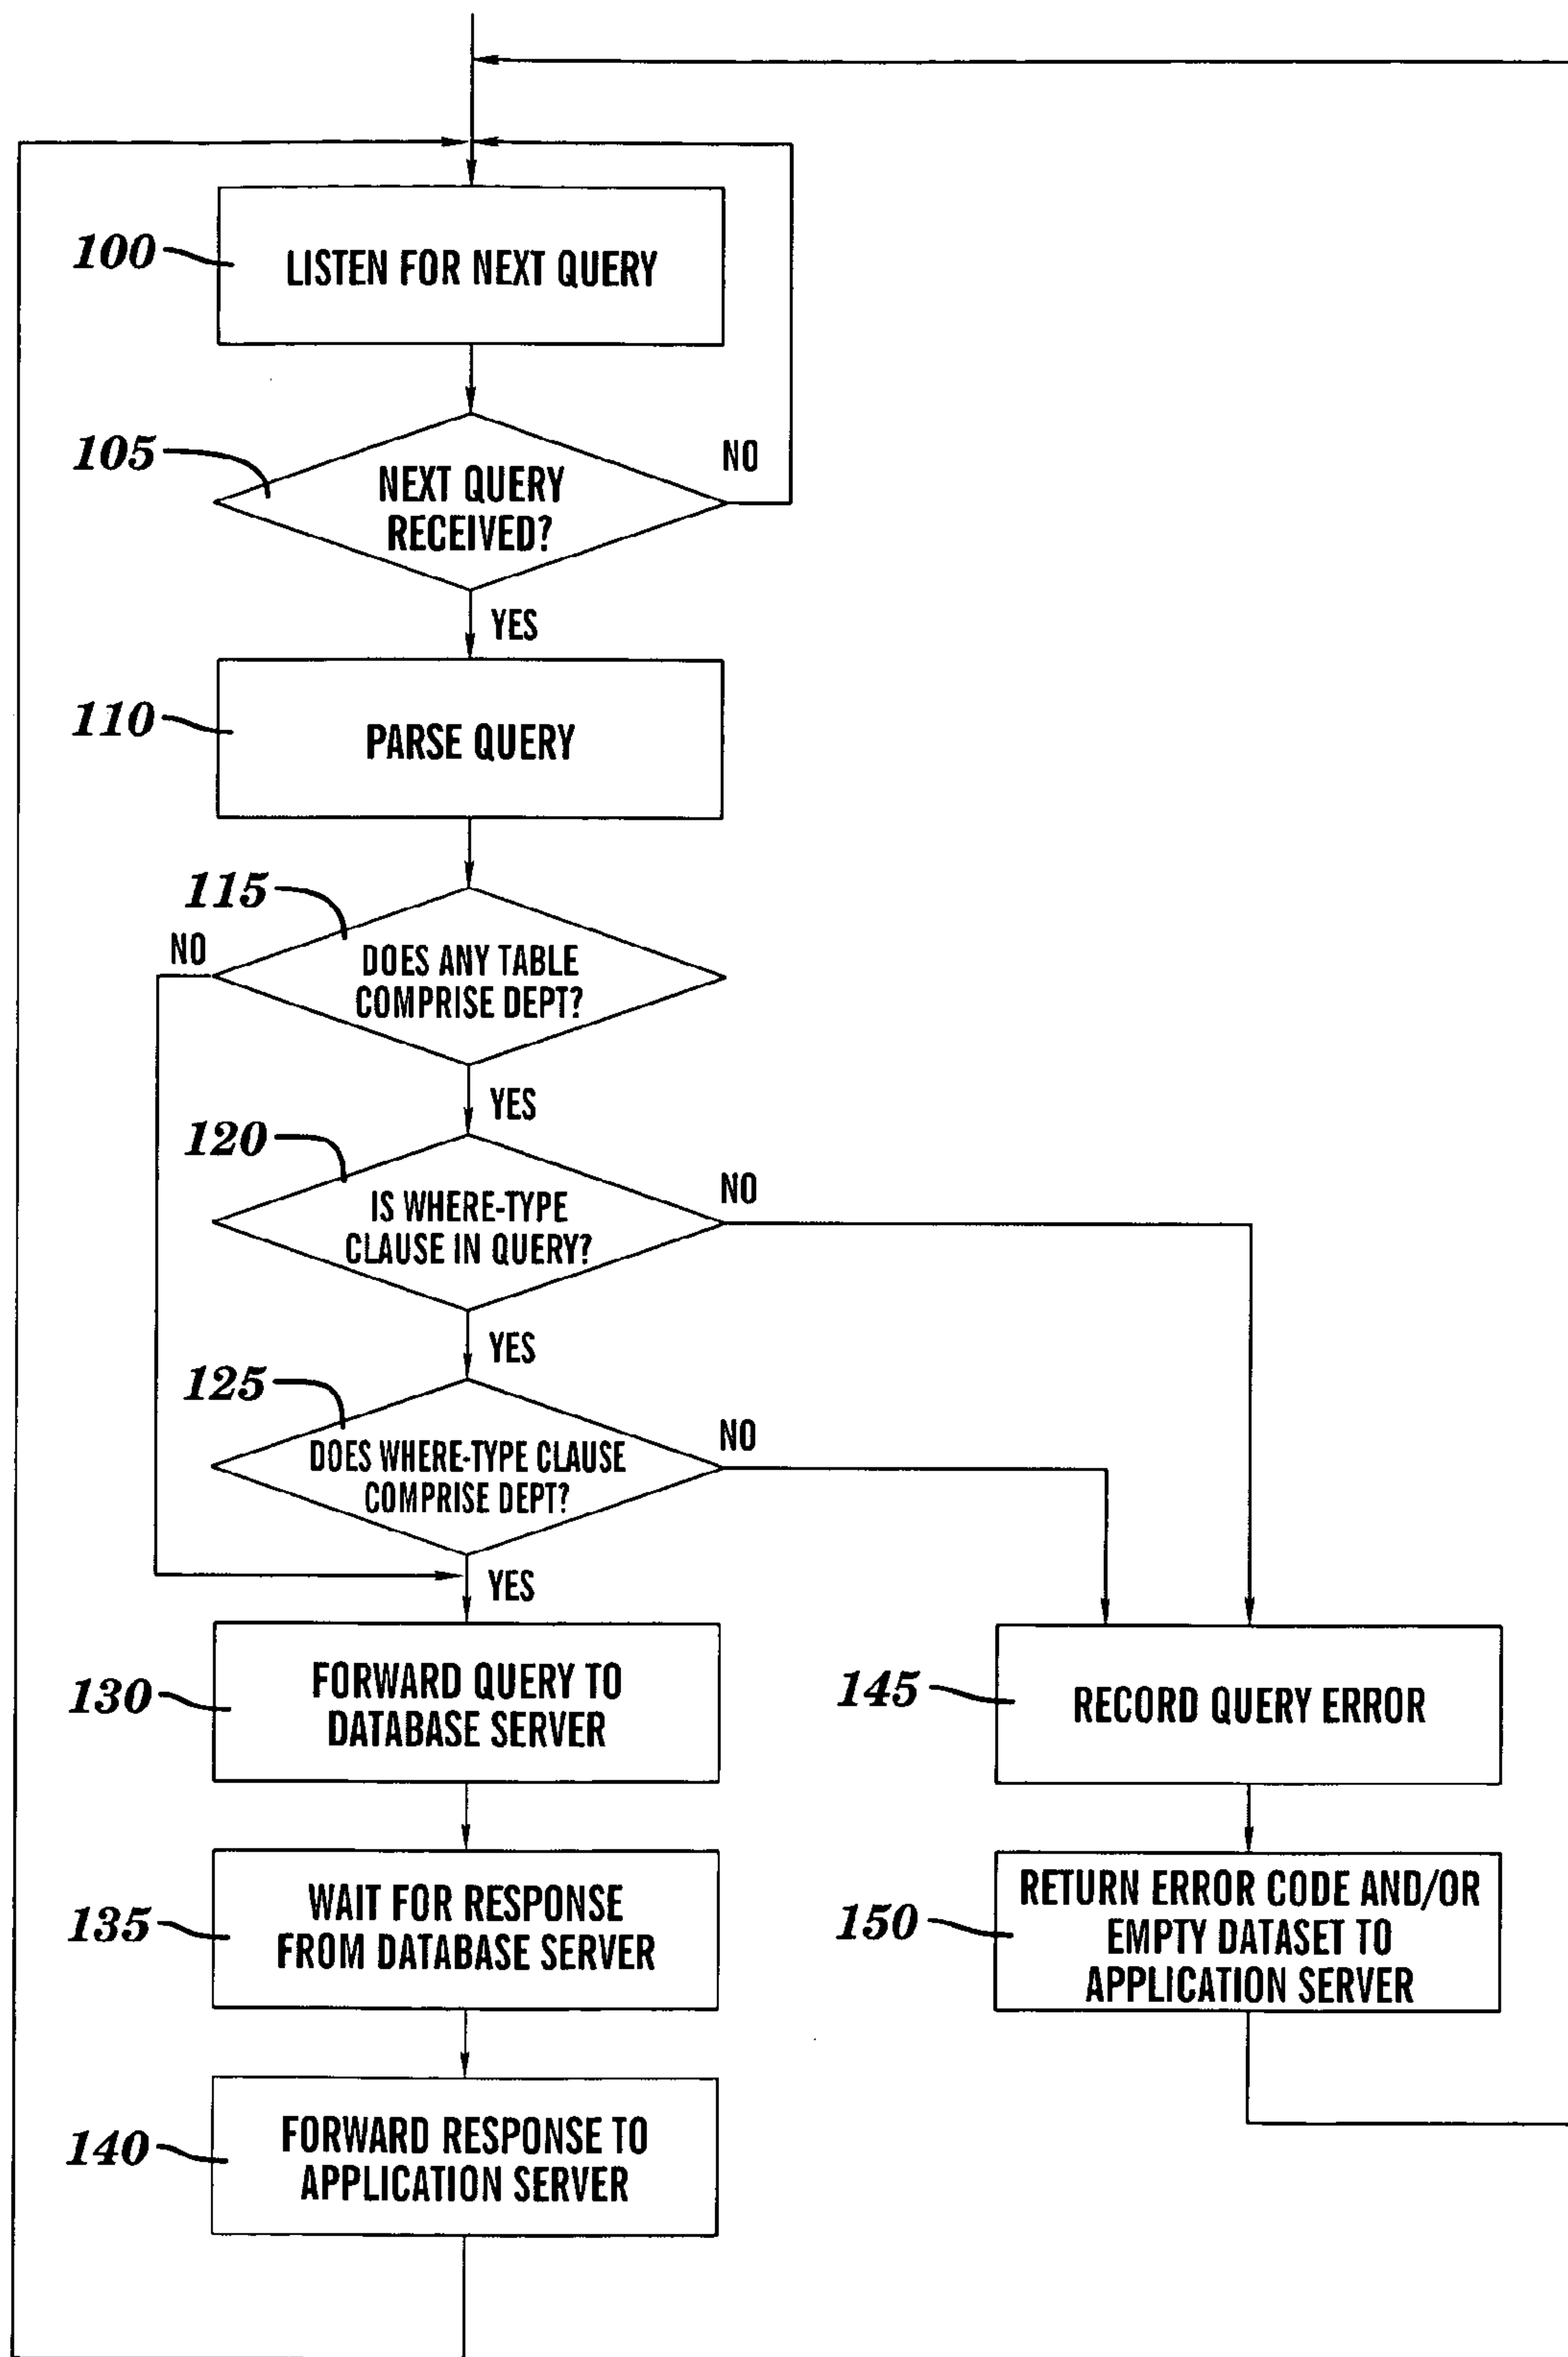 100
LISTEN FOR NEXT QUERY
105
NEXT QUERY
RECEIVED?
NO
YES
110
PARSE QUERY
115
NO
DOES ANY TABLE
COMPRISE DEPT?
YES
120
IS WHERE-TYPE
CLAUSE IN QUERY?
NO
YES
125
DOES WHERE-TYPE CLAUSE
COMPRISE DEPT?
NO
YES
130
FORWARD QUERY TO
DATABASE SERVER
145
RECORD QUERY ERROR
135
WAIT FOR RESPONSE
FROM DATABASE SERVER
150
RETURN ERROR CODE AND/OR
EMPTY DATASET TO
APPLICATION SERVER
140
FORWARD RESPONSE TO
APPLICATION SERVER